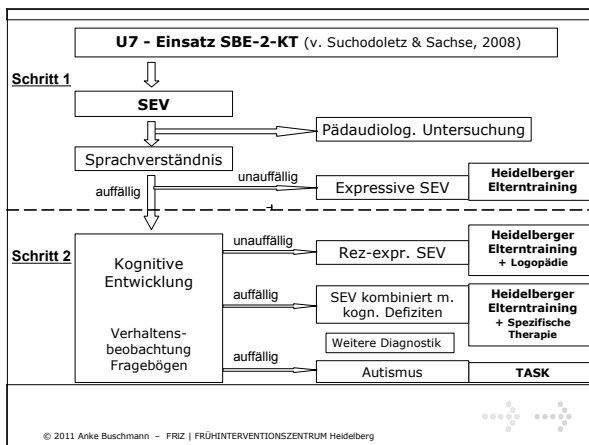 U7 - Einsatz SBE-2-KT (v. Suchodoletz & Sachse, 2008)
Schritt 1
SEV
Pädaudiolog. Untersuchung
Sprachverständnis
auffällig
unauffällig
Expressive SEV
Heidelberger
Elterntraining
Schritt 2
Kognitive
Entwicklung
Verhaltens-
beobachtung
Fragebögen
unauffällig
Rez-expr. SEV
Heidelberger
Elterntraining
+ Logopädie
auffällig
SEV kombiniert m.
kogn. Defiziten
Heidelberger
Elterntraining
+ Spezifische
Therapie
Weitere Diagnostik
auffällig
Autismus
TASK
© 2011 Anke Buschmann – FRIZ | FRÜHINTERVENTIONSZENTRUM Heidelberg